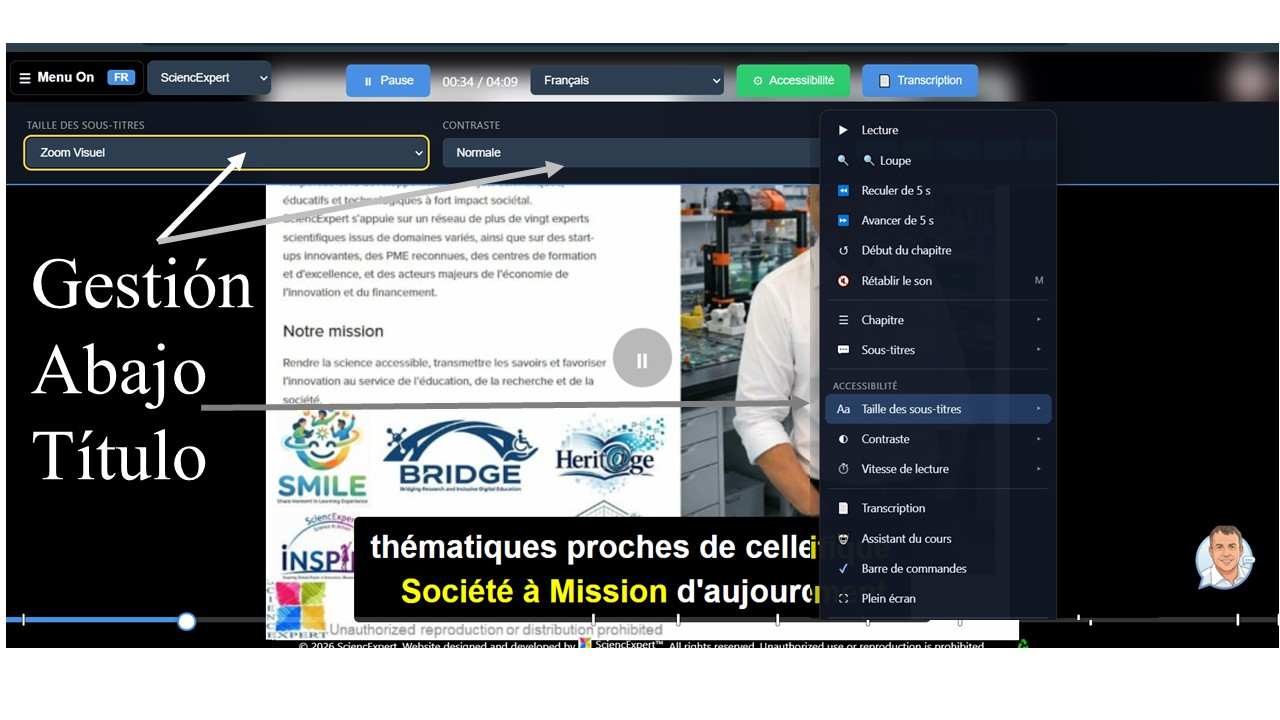 ☰ Menu On FR SciencExpert
Pause 00:34 / 04:09 Français Accessibilité Transcription
TAILLE DES SOUS-TITRES
Zoom Visuel
CONTRASTE
Normale
éducatifs et technologiques à fort impact sociétal.
SciencExpert s'appuie sur un réseau de plus de vingt experts
scientifiques issus de domaines variés, ainsi que sur des start-
ups innovantes, des PME reconnues, des centres de formation
et d'excellence, et des acteurs majeurs de l'économie de
l'innovation et du financement.
Notre mission
Rendre la science accessible, transmettre les savoirs et favoriser
l'innovation au service de l'éducation, de la recherche et de la
société.
Gestión
Abajo
Título
SMILE
BRIDGE
Bridging Research and Inclusive Digital Education
Herit@ge
SciencExper
INSPI
thématiques proches de celle
Société à Mission d'aujour
SCIENCEXPERT
Unauthorized reproduction or distribution prohibited
© 2026 SciencExpert. Website designed and developed by SciencExpert™ All rights reserved. Unauthorized use or reproduction is prohibited
Lecture
Loupe
Reculer de 5 s
Avancer de 5 s
Début du chapitre
Rétablir le son M
Chapitre
Sous-titres
ACCESSIBILITÉ
Aa Taille des sous-titres
Contraste
Vitesse de lecture
Transcription
Assistant du cours
Barre de commandes
Plein écran